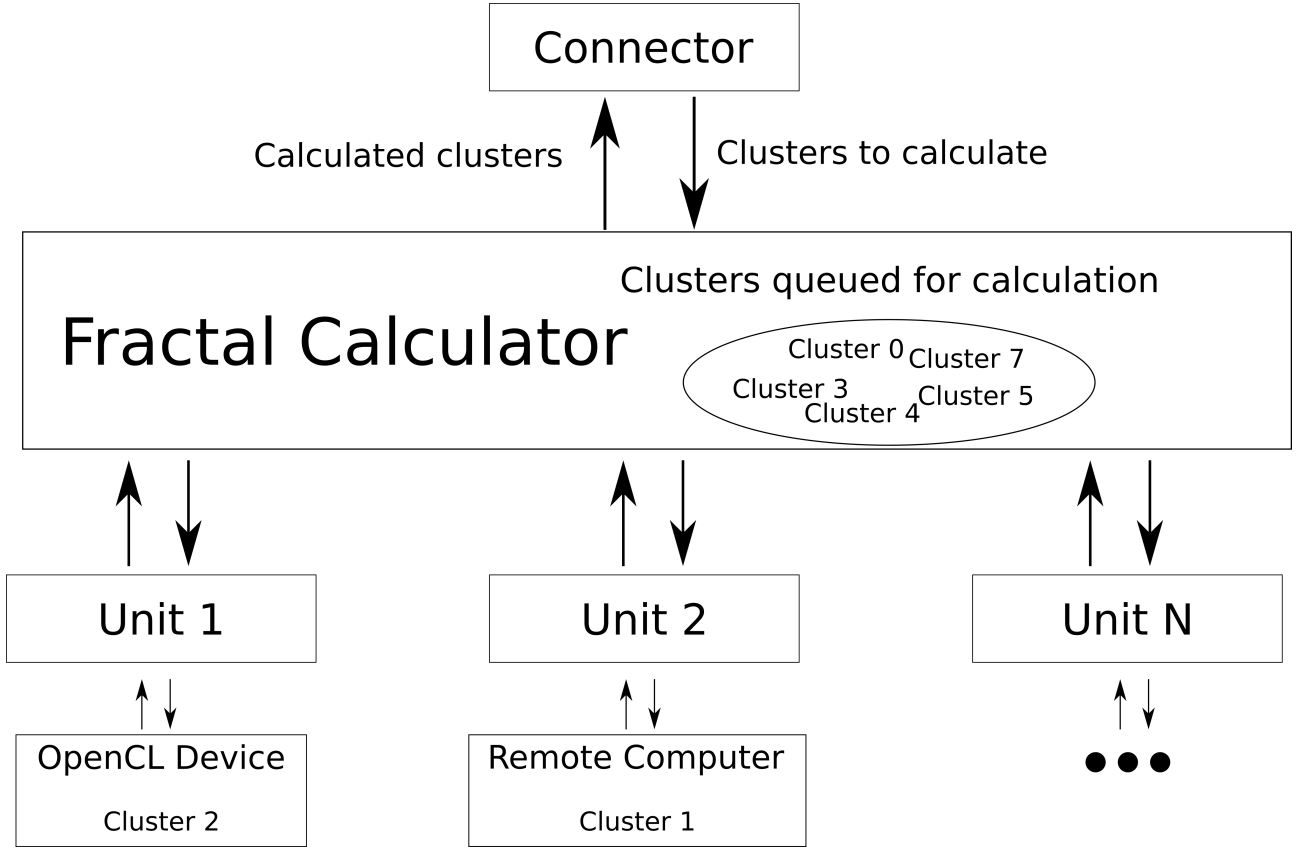 Connector
Calculated clusters
Clusters to calculate
Clusters queued for calculation
Fractal Calculator
Cluster 0
Cluster 7
Cluster 3
Cluster 5
Cluster 4
Unit 1
Unit 2
Unit N
OpenCL Device
Remote Computer
Cluster 2
Cluster 1